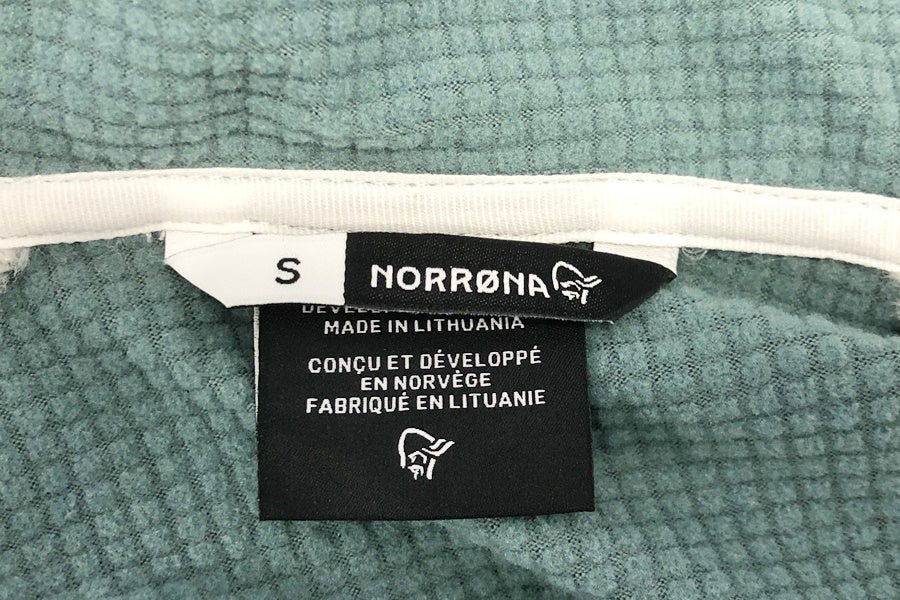 S
NORRØNA
MADE IN LITHUANIA
CONÇU ET DÉVELOPPÉ
EN NORVÈGE
FABRIQUÉ EN LITUANIE